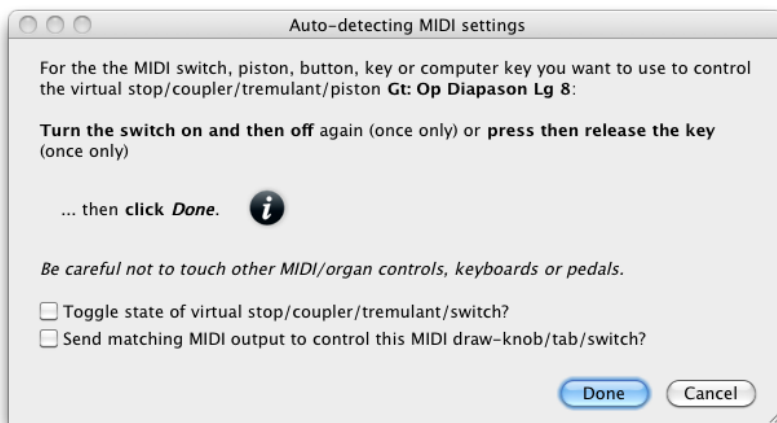 Auto-detecting MIDI settings
For the the MIDI switch, piston, button, key or computer key you want to use to control
the virtual stop/coupler/tremulant/piston Gt: Op Diapason Lg 8:
Turn the switch on and then off again (once only) or press then release the key
(once only)
... then click Done.
Be careful not to touch other MIDI/organ controls, keyboards or pedals.
Toggle state of virtual stop/coupler/tremulant/switch?
Send matching MIDI output to control this MIDI draw-knob/tab/switch?
Done Cancel